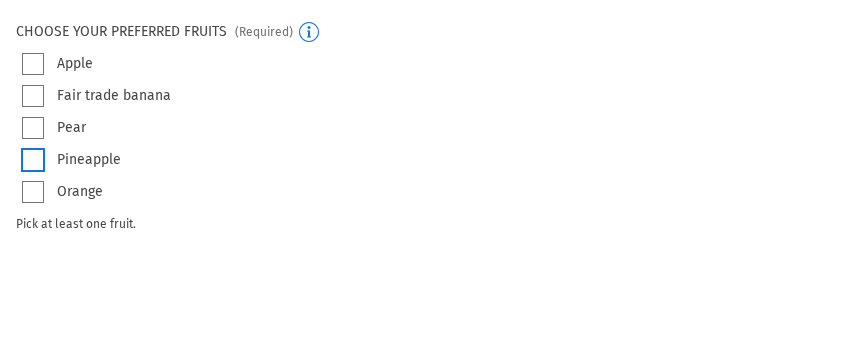 CHOOSE YOUR PREFERRED FRUITS (Required)
Apple
Fair trade banana
Pear
Pineapple
Orange
Pick at least one fruit.